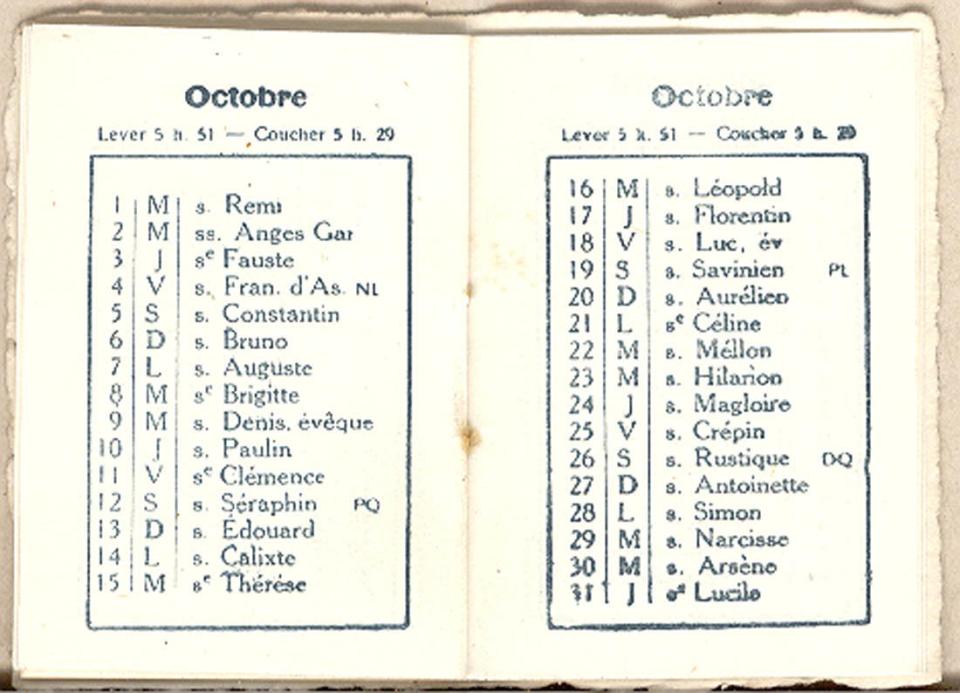 Octobre
Lever 5 h. 51 — Coucher 5 h. 29
1 M s. Remi
2 M ss. Anges Gar
3 J sᵉ Fauste
4 V s. Fran. d'As. NL
5 S s. Constantin
6 D s. Bruno
7 L s. Auguste
8 M sᵉ Brigitte
9 M s. Denis, évêque
10 J s. Paulin
11 V sᵉ Clémence
12 S s. Séraphin PQ
13 D s. Édouard
14 L s. Calixte
15 M sᵉ Thérèse
Octobre
Lever 5 h. 51 — Coucher 5 h. 29
16 M s. Léopold
17 J s. Florentin
18 V s. Luc, év
19 S s. Savinien PL
20 D s. Aurélien
21 L sᵉ Céline
22 M s. Méllon
23 M s. Hilarion
24 J s. Magloire
25 V s. Crépin
26 S s. Rustique DQ
27 D s. Antoinette
28 L s. Simon
29 M s. Narcisse
30 M s. Arsène
31 J sᵉ Lucile